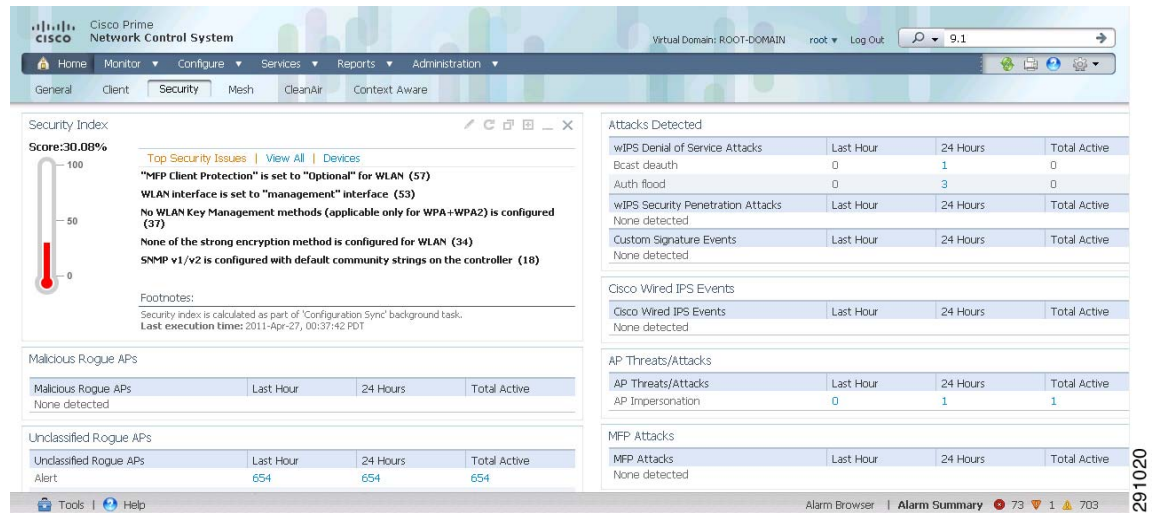 CISCO
Cisco Prime
Network Control System
Virtual Domain: ROOT-DOMAIN root Log Out 9.1
Home Monitor Configure Services Reports Administration
General Client Security Mesh CleanAir Context Aware
Security Index
Score:30.08%
100
50
0
Top Security Issues | View All | Devices
"MFP Client Protection" is set to "Optional" for WLAN (57)
WLAN interface is set to "management" interface (53)
No WLAN Key Management methods (applicable only for WPA+WPA2) is configured
(37)
None of the strong encryption method is configured for WLAN (34)
SNMP v1/v2 is configured with default community strings on the controller (18)
Footnotes:
Security index is calculated as part of 'Configuration Sync' background task.
Last execution time: 2011-Apr-27, 00:37:42 PDT
Malicious Rogue APs
Malicious Rogue APs Last Hour 24 Hours Total Active
None detected
Unclassified Rogue APs
Unclassified Rogue APs Last Hour 24 Hours Total Active
Alert 654 654 654
Attacks Detected
wIPS Denial of Service Attacks Last Hour 24 Hours Total Active
Bcast deauth 0 1 0
Auth flood 0 3 0
wIPS Security Penetration Attacks Last Hour 24 Hours Total Active
None detected
Custom Signature Events Last Hour 24 Hours Total Active
None detected
Cisco Wired IPS Events
Cisco Wired IPS Events Last Hour 24 Hours Total Active
None detected
AP Threats/Attacks
AP Threats/Attacks Last Hour 24 Hours Total Active
AP Impersonation 0 1 1
MFP Attacks
MFP Attacks Last Hour 24 Hours Total Active
None detected
Tools | Help
Alarm Browser | Alarm Summary 73 1 703
291020